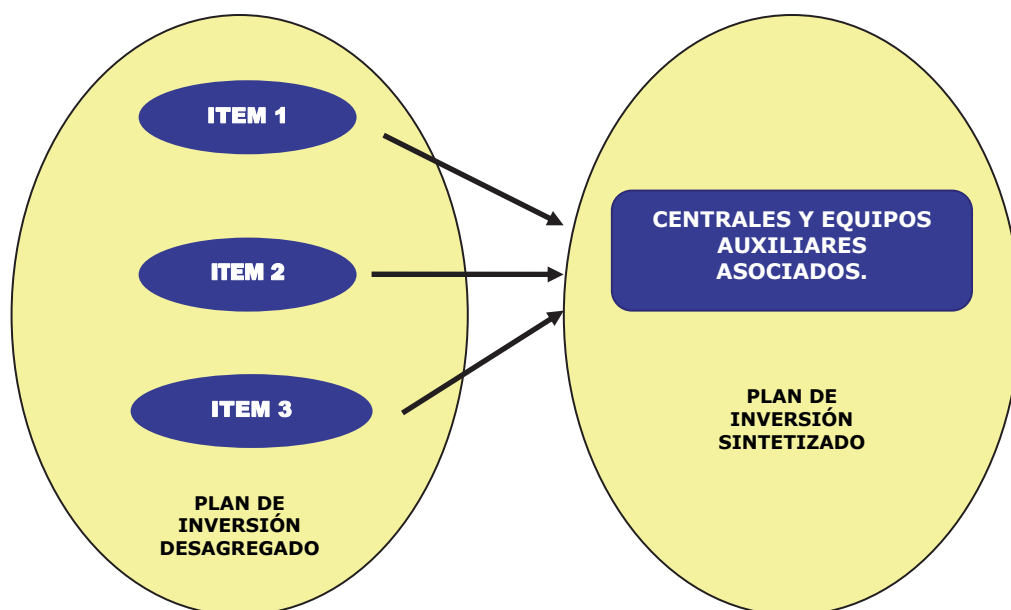 ITEM 1
ITEM 2
ITEM 3
PLAN DE
INVERSIÓN
DESAGREGADO
CENTRALES Y EQUIPOS
AUXILIARES
ASOCIADOS.
PLAN DE
INVERSIÓN
SINTETIZADO